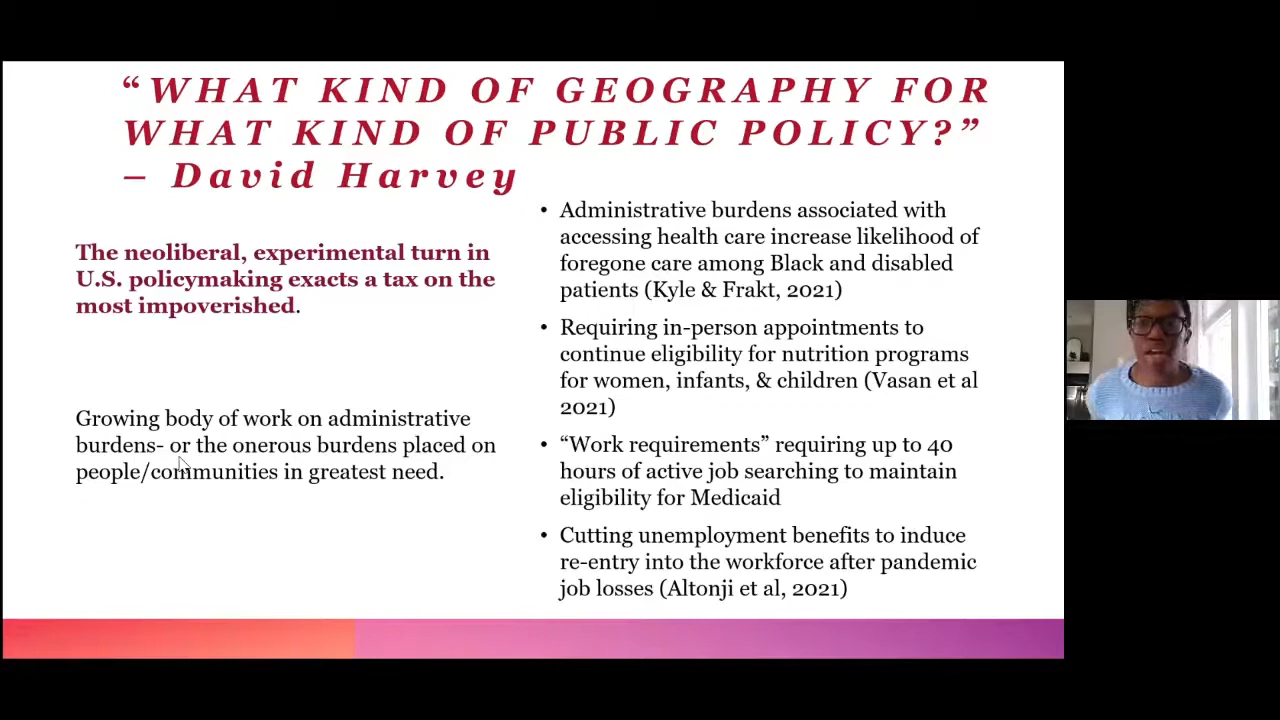 “WHAT KIND OF GEOGRAPHY FOR
WHAT KIND OF PUBLIC POLICY?”
– David Harvey
The neoliberal, experimental turn in
U.S. policymaking exacts a tax on the
most impoverished.
Growing body of work on administrative
burdens- or the onerous burdens placed on
people/communities in greatest need.
• Administrative burdens associated with
accessing health care increase likelihood of
foregone care among Black and disabled
patients (Kyle & Frakt, 2021)
• Requiring in-person appointments to
continue eligibility for nutrition programs
for women, infants, & children (Vasan et al
2021)
• “Work requirements” requiring up to 40
hours of active job searching to maintain
eligibility for Medicaid
• Cutting unemployment benefits to induce
re-entry into the workforce after pandemic
job losses (Altonji et al, 2021)